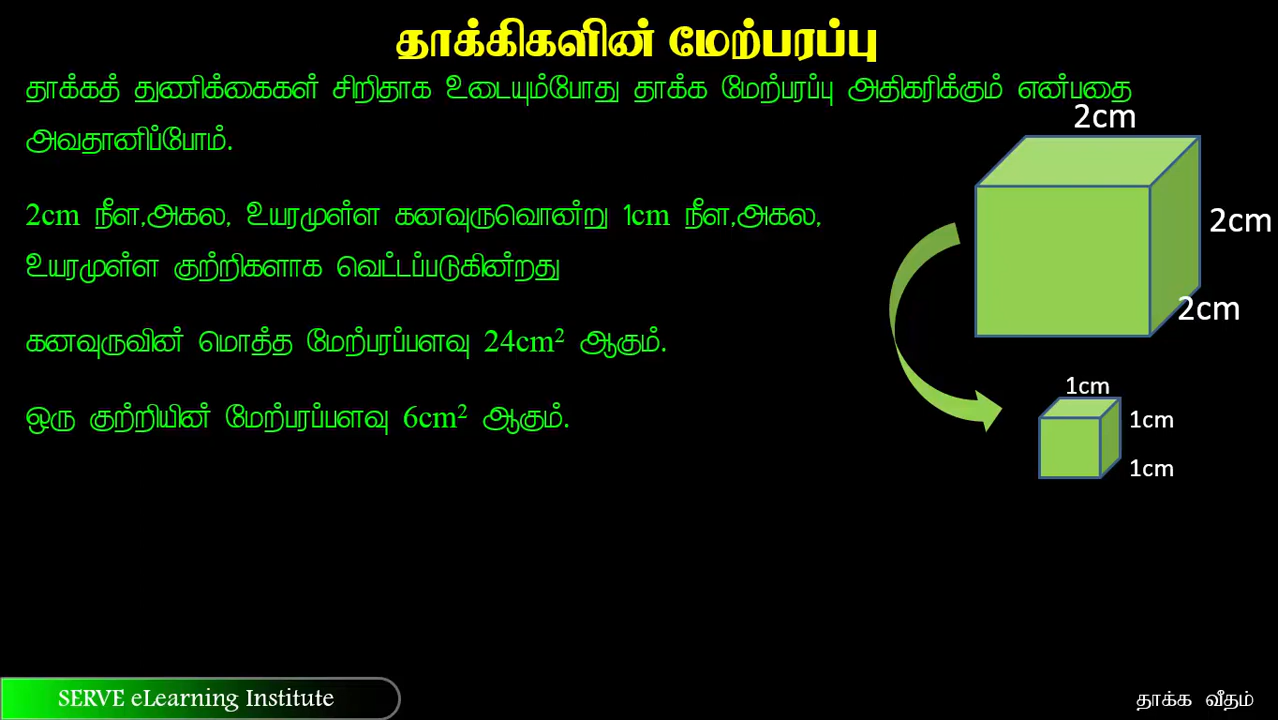 தாக்கிகளின் மேற்பரப்பு
தாக்கத் துணிக்கைகள் சிறிதாக உடையும்போது தாக்க மேற்பரப்பு அதிகரிக்கும் என்பதை
அவதானிப்போம்.
2cm
2cm நீள,அகல, உயரமுள்ள கனவுருவொன்று 1cm நீள,அகல,
2cm
உயரமுள்ள குற்றிகளாக வெட்டப்படுகின்றது
2cm
கனவுருவின் மொத்த மேற்பரப்பளவு 24cm² ஆகும்.
1cm
ஒரு குற்றியின் மேற்பரப்பளவு 6cm² ஆகும்.
1cm
1cm
SERVE eLearning Institute
தாக்க வீதம்